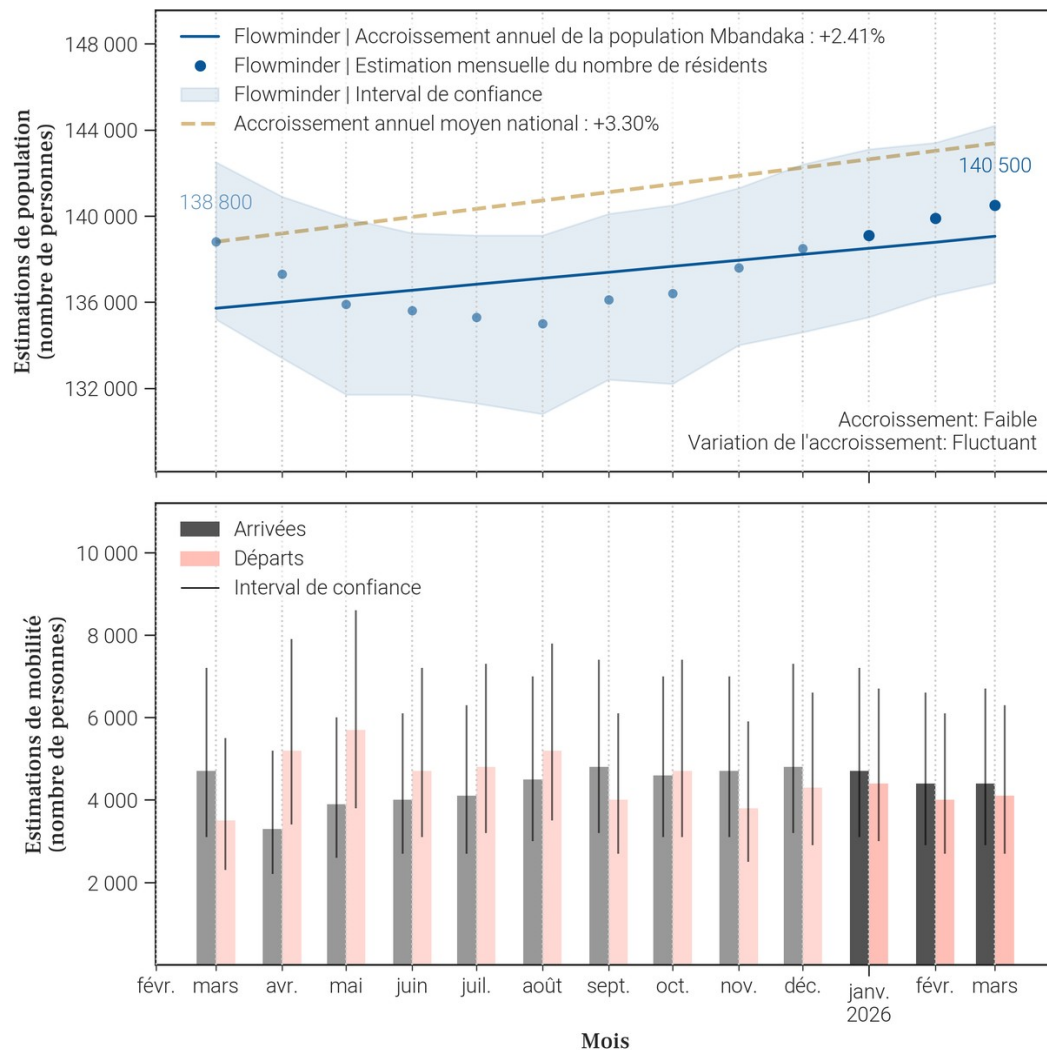 148 000
144 000
140 000
136 000
132 000
Estimations de population
(nombre de personnes)
Flowminder | Accroissement annuel de la population Mbandaka : +2.41%
Flowminder | Estimation mensuelle du nombre de résidents
Flowminder | Interval de confiance
Accroissement annuel moyen national : +3.30%
138 800
140 500
Accroissement: Faible
Variation de l'accroissement: Fluctuant
10 000
8 000
6 000
4 000
2 000
Estimations de mobilité
(nombre de personnes)
Arrivées
Départs
Interval de confiance
févr. mars avr. mai juin juil. août sept. oct. nov. déc. janv. févr. mars
2026
Mois